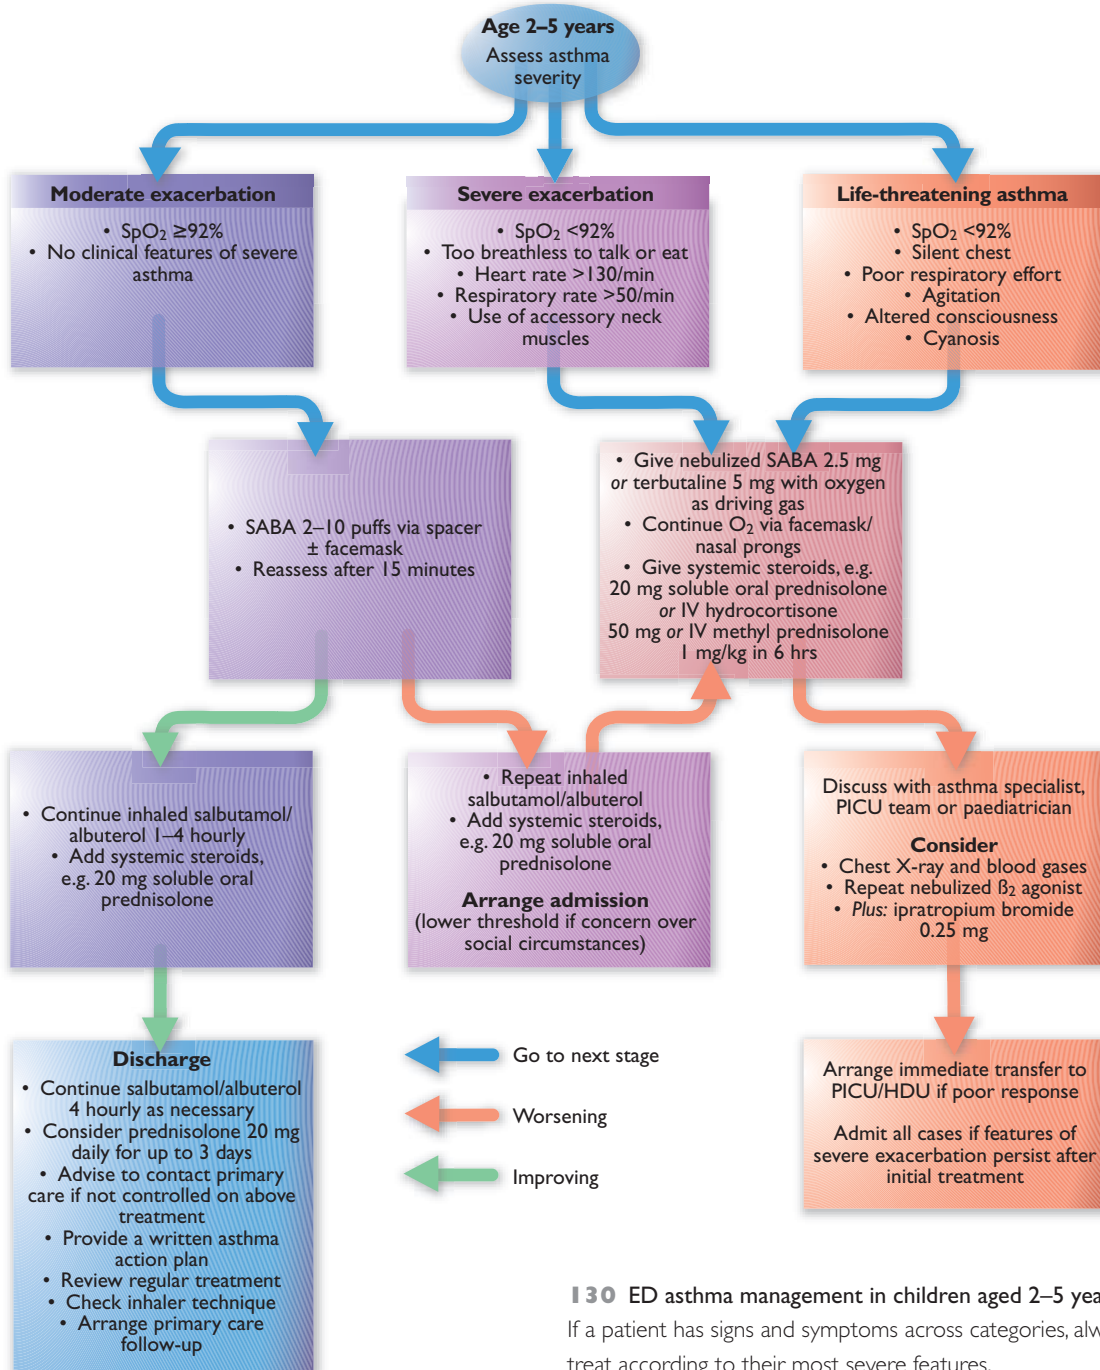 Age 2–5 years
Assess asthma
severity
Moderate exacerbation
• SpO₂ ≥92%
• No clinical features of severe
asthma
Severe exacerbation
• SpO₂ <92%
• Too breathless to talk or eat
• Heart rate >130/min
• Respiratory rate >50/min
• Use of accessory neck
muscles
Life-threatening asthma
• SpO₂ <92%
• Silent chest
• Poor respiratory effort
• Agitation
• Altered consciousness
• Cyanosis
• SABA 2–10 puffs via spacer
± facemask
• Reassess after 15 minutes
• Give nebulized SABA 2.5 mg
or terbutaline 5 mg with oxygen
as driving gas
• Continue O₂ via facemask/
nasal prongs
• Give systemic steroids, e.g.
20 mg soluble oral prednisolone
or IV hydrocortisone
50 mg or IV methyl prednisolone
1 mg/kg in 6 hrs
• Continue inhaled salbutamol/
albuterol 1–4 hourly
• Add systemic steroids,
e.g. 20 mg soluble oral
prednisolone
• Repeat inhaled
salbutamol/albuterol
• Add systemic steroids,
e.g. 20 mg soluble oral
prednisolone
Arrange admission
(lower threshold if concern over
social circumstances)
Discuss with asthma specialist,
PICU team or paediatrician
Consider
• Chest X-ray and blood gases
• Repeat nebulized ß₂ agonist
• Plus: ipratropium bromide
0.25 mg
Discharge
• Continue salbutamol/albuterol
4 hourly as necessary
• Consider prednisolone 20 mg
daily for up to 3 days
• Advise to contact primary
care if not controlled on above
treatment
• Provide a written asthma
action plan
• Review regular treatment
• Check inhaler technique
• Arrange primary care
follow-up
Go to next stage
Worsening
Improving
Arrange immediate transfer to
PICU/HDU if poor response
Admit all cases if features of
severe exacerbation persist after
initial treatment
130 ED asthma management in children aged 2–5 yea
If a patient has signs and symptoms across categories, alw
treat according to their most severe features.